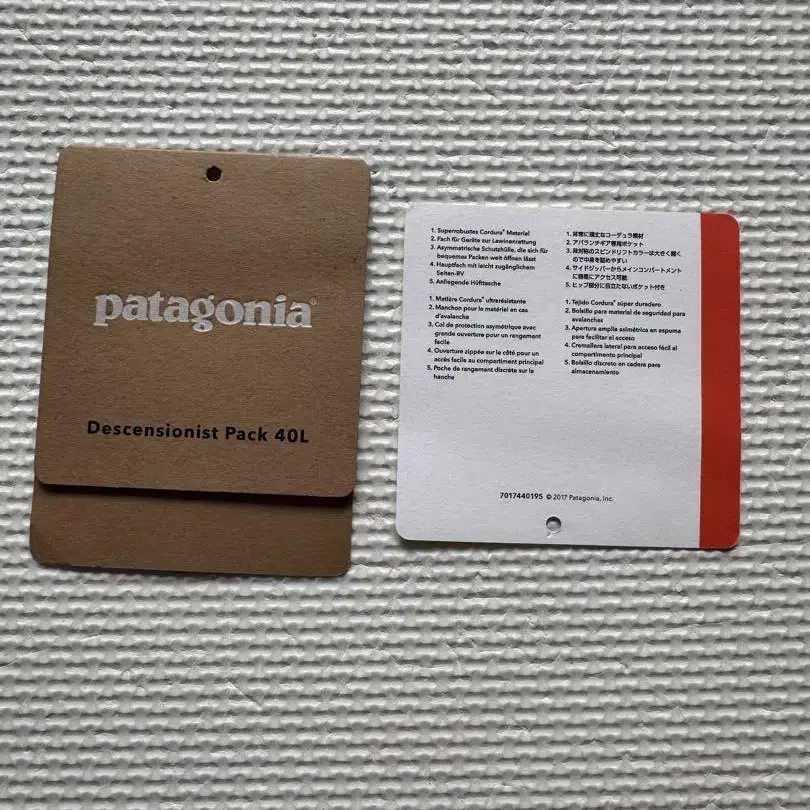 patagonia®
Descensionist Pack 40L
1. Superrobustes Cordura® Material
2. Fach für Geräte zur Lawinenrettung
3. Asymmetrische Schutzhülle, die sich für
bequemes Packen weit öffnen lässt
4. Hauptfach mit leicht zugänglichem
Seiten-RV
5. Anliegende Hüfttasche
1. 非常に頑丈なコーデュラ素材
2. アバランチギア専用ポケット
3. 非対称のスピンドリフトカラーは大きく開く
ので中身を詰めやすい
4. サイドジッパーからメインコンパートメント
に容易にアクセス可能
5. ヒップ部分に目立たないポケット付き
1. Matière Cordura® ultrarésistante
2. Manchon pour le matériel en cas
d'avalanche
3. Col de protection asymétrique avec
grande ouverture pour un rangement
facile
4. Ouverture zippée sur le côté pour un
accès facile au compartiment principal
5. Poche de rangement discrète sur la
hanche
1. Tejido Cordura® súper duradero
2. Bolsillo para material de seguridad para
avalanchas
3. Apertura amplia asimétrica en espuma
para facilitar el acceso
4. Cremallera lateral para acceso fácil al
compartimento principal
5. Bolsillo discreto en cadera para
almacenamiento
7017440195 © 2017 Patagonia, Inc.